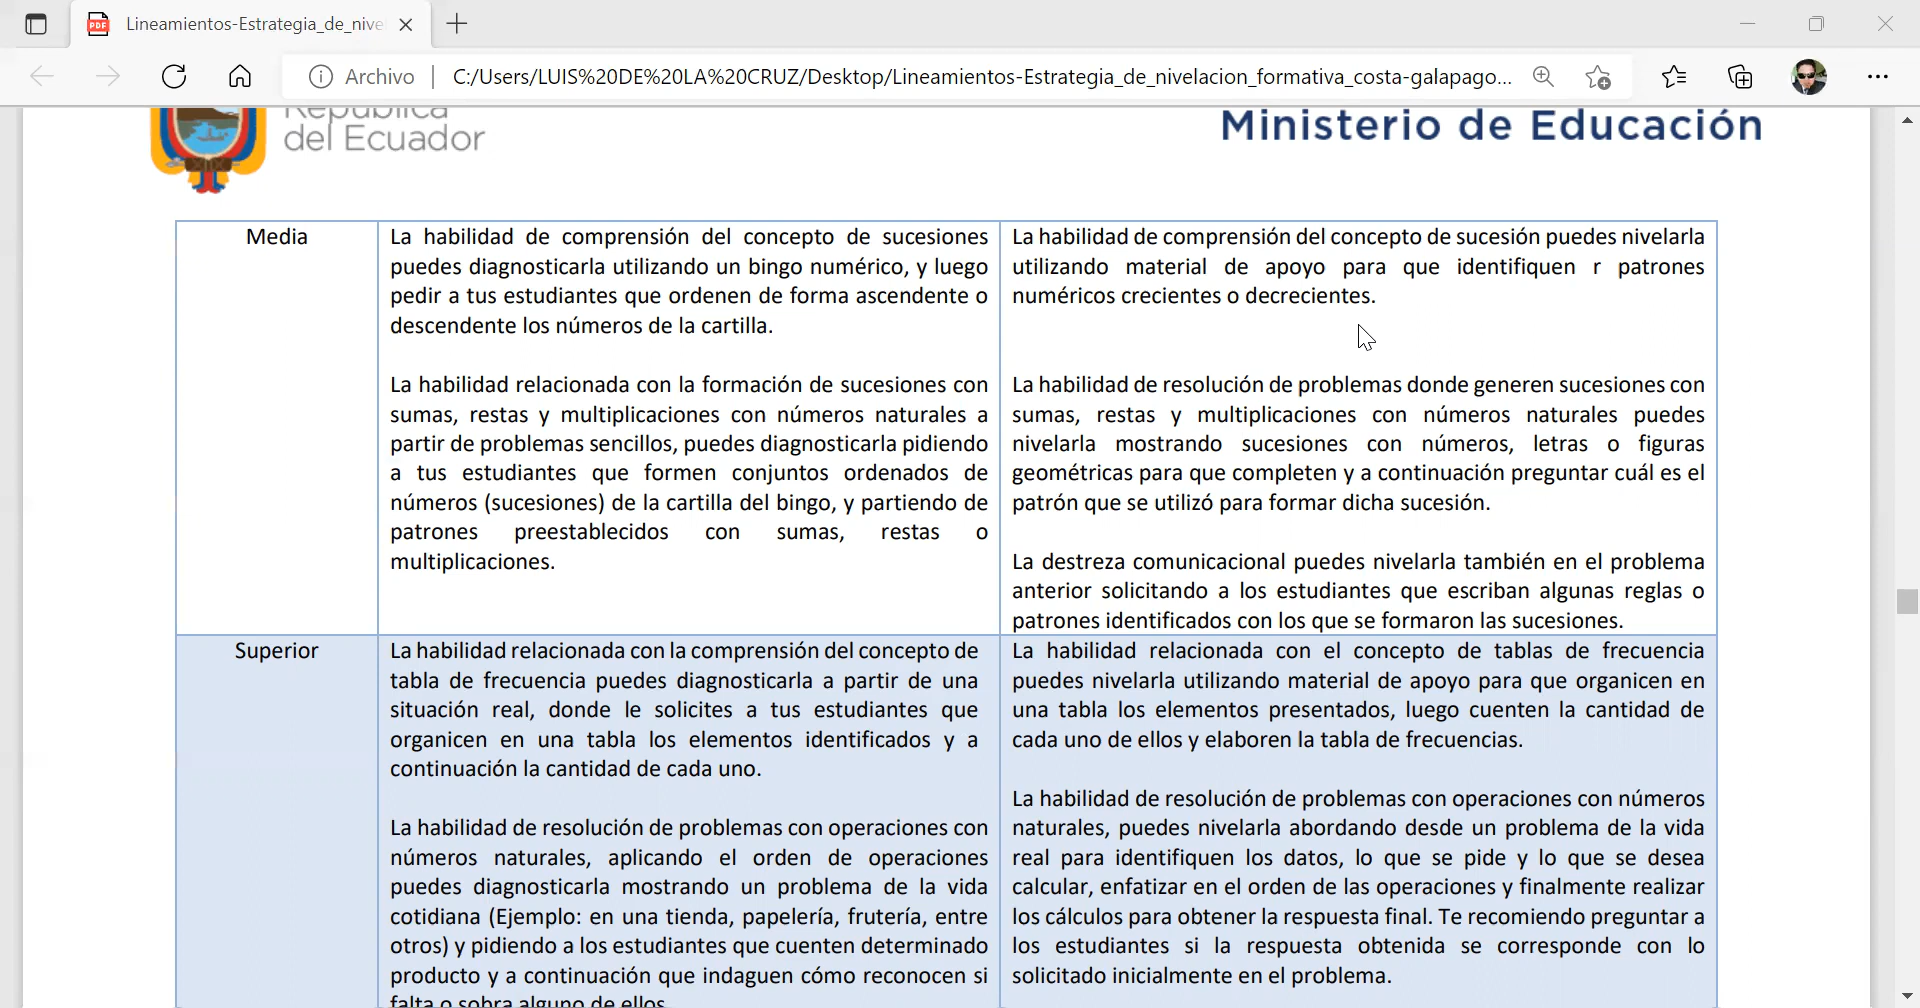 Lineamientos-Estrategia_de_nive
Archivo
C:/Users/LUIS%20DE%20LA%20CRUZ/Desktop/Lineamientos-Estrategia_de_nivelacion_formativa_costa-galapago...
República
del Ecuador
Ministerio de Educación
Media
La habilidad de comprensión del concepto de sucesiones
puedes diagnosticarla utilizando un bingo numérico, y luego
pedir a tus estudiantes que ordenen de forma ascendente o
descendente los números de la cartilla.
La habilidad relacionada con la formación de sucesiones con
sumas, restas y multiplicaciones con números naturales a
partir de problemas sencillos, puedes diagnosticarla pidiendo
a tus estudiantes que formen conjuntos ordenados de
números (sucesiones) de la cartilla del bingo, y partiendo de
patrones preestablecidos con sumas, restas o
multiplicaciones.
La habilidad de comprensión del concepto de sucesión puedes nivelarla
utilizando material de apoyo para que identifiquen r patrones
numéricos crecientes o decrecientes.
La habilidad de resolución de problemas donde generen sucesiones con
sumas, restas y multiplicaciones con números naturales puedes
nivelarla mostrando sucesiones con números, letras o figuras
geométricas para que completen y a continuación preguntar cuál es el
patrón que se utilizó para formar dicha sucesión.
La destreza comunicacional puedes nivelarla también en el problema
anterior solicitando a los estudiantes que escriban algunas reglas o
patrones identificados con los que se formaron las sucesiones.
Superior
La habilidad relacionada con la comprensión del concepto de
tabla de frecuencia puedes diagnosticarla a partir de una
situación real, donde le solicites a tus estudiantes que
organicen en una tabla los elementos identificados y a
continuación la cantidad de cada uno.
La habilidad de resolución de problemas con operaciones con
números naturales, aplicando el orden de operaciones
puedes diagnosticarla mostrando un problema de la vida
cotidiana (Ejemplo: en una tienda, papelería, frutería, entre
otros) y pidiendo a los estudiantes que cuenten determinado
producto y a continuación que indaguen cómo reconocen si
falta o sobra alguno de ellos.
La habilidad relacionada con el concepto de tablas de frecuencia
puedes nivelarla utilizando material de apoyo para que organicen en
una tabla los elementos presentados, luego cuenten la cantidad de
cada uno de ellos y elaboren la tabla de frecuencias.
La habilidad de resolución de problemas con operaciones con números
naturales, puedes nivelarla abordando desde un problema de la vida
real para identifiquen los datos, lo que se pide y lo que se desea
calcular, enfatizar en el orden de las operaciones y finalmente realizar
los cálculos para obtener la respuesta final. Te recomiendo preguntar a
los estudiantes si la respuesta obtenida se corresponde con lo
solicitado inicialmente en el problema.